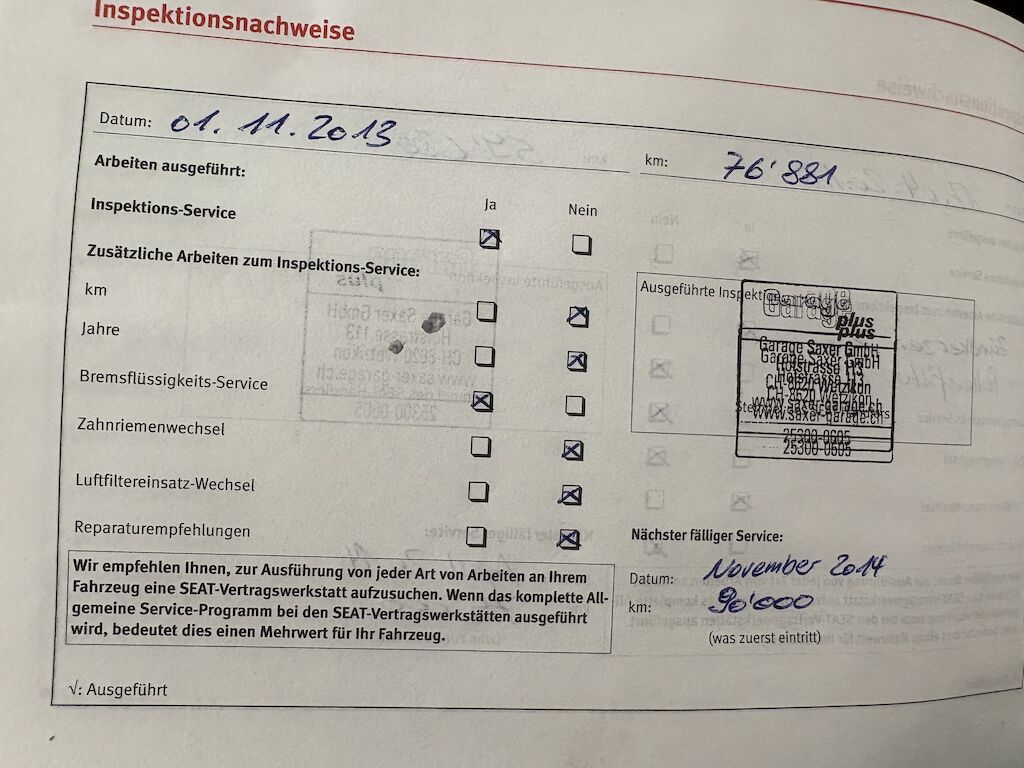 Inspektionsnachweise
Datum: 01.11.2013
km: 76'881
Arbeiten ausgeführt:
Ja Nein
Inspektions-Service
Zusätzliche Arbeiten zum Inspektions-Service:
km
Jahre
Bremsflüssigkeits-Service
Zahnriemenwechsel
Luftfiltereinsatz-Wechsel
Reparaturempfehlungen
Ausgeführte
Garage
plus
Garage Saxer GmbH
Hofstrasse 113
CH-8620 Wetzikon
www.saxer-garage.ch
25300-0605
Nächster fälliger Service:
Datum: November 2014
km: 90'000
(was zuerst eintritt)
Wir empfehlen Ihnen, zur Ausführung von jeder Art von Arbeiten an Ihrem
Fahrzeug eine SEAT-Vertragswerkstatt aufzusuchen. Wenn das komplette All-
gemeine Service-Programm bei den SEAT-Vertragswerkstätten ausgeführt
wird, bedeutet dies einen Mehrwert für Ihr Fahrzeug.
√: Ausgeführt